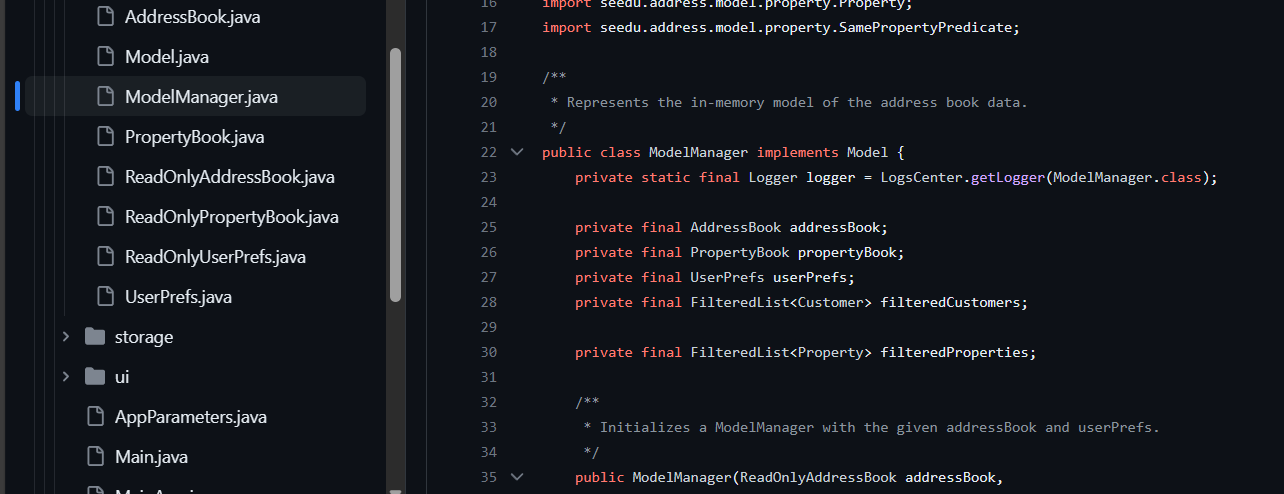 AddressBook.java
Model.java
ModelManager.java
PropertyBook.java
ReadOnlyAddressBook.java
ReadOnlyPropertyBook.java
ReadOnlyUserPrefs.java
UserPrefs.java
storage
ui
AppParameters.java
Main.java
16 import seedu.address.model.property.Property;
17 import seedu.address.model.property.SamePropertyPredicate;
18
19 /**
20 * Represents the in-memory model of the address book data.
21 */
22 public class ModelManager implements Model {
23 private static final Logger logger = LogsCenter.getLogger(ModelManager.class);
24
25 private final AddressBook addressBook;
26 private final PropertyBook propertyBook;
27 private final UserPrefs userPrefs;
28 private final FilteredList<Customer> filteredCustomers;
29
30 private final FilteredList<Property> filteredProperties;
31
32 /**
33 * Initializes a ModelManager with the given addressBook and userPrefs.
34 */
35 public ModelManager(ReadOnlyAddressBook addressBook,